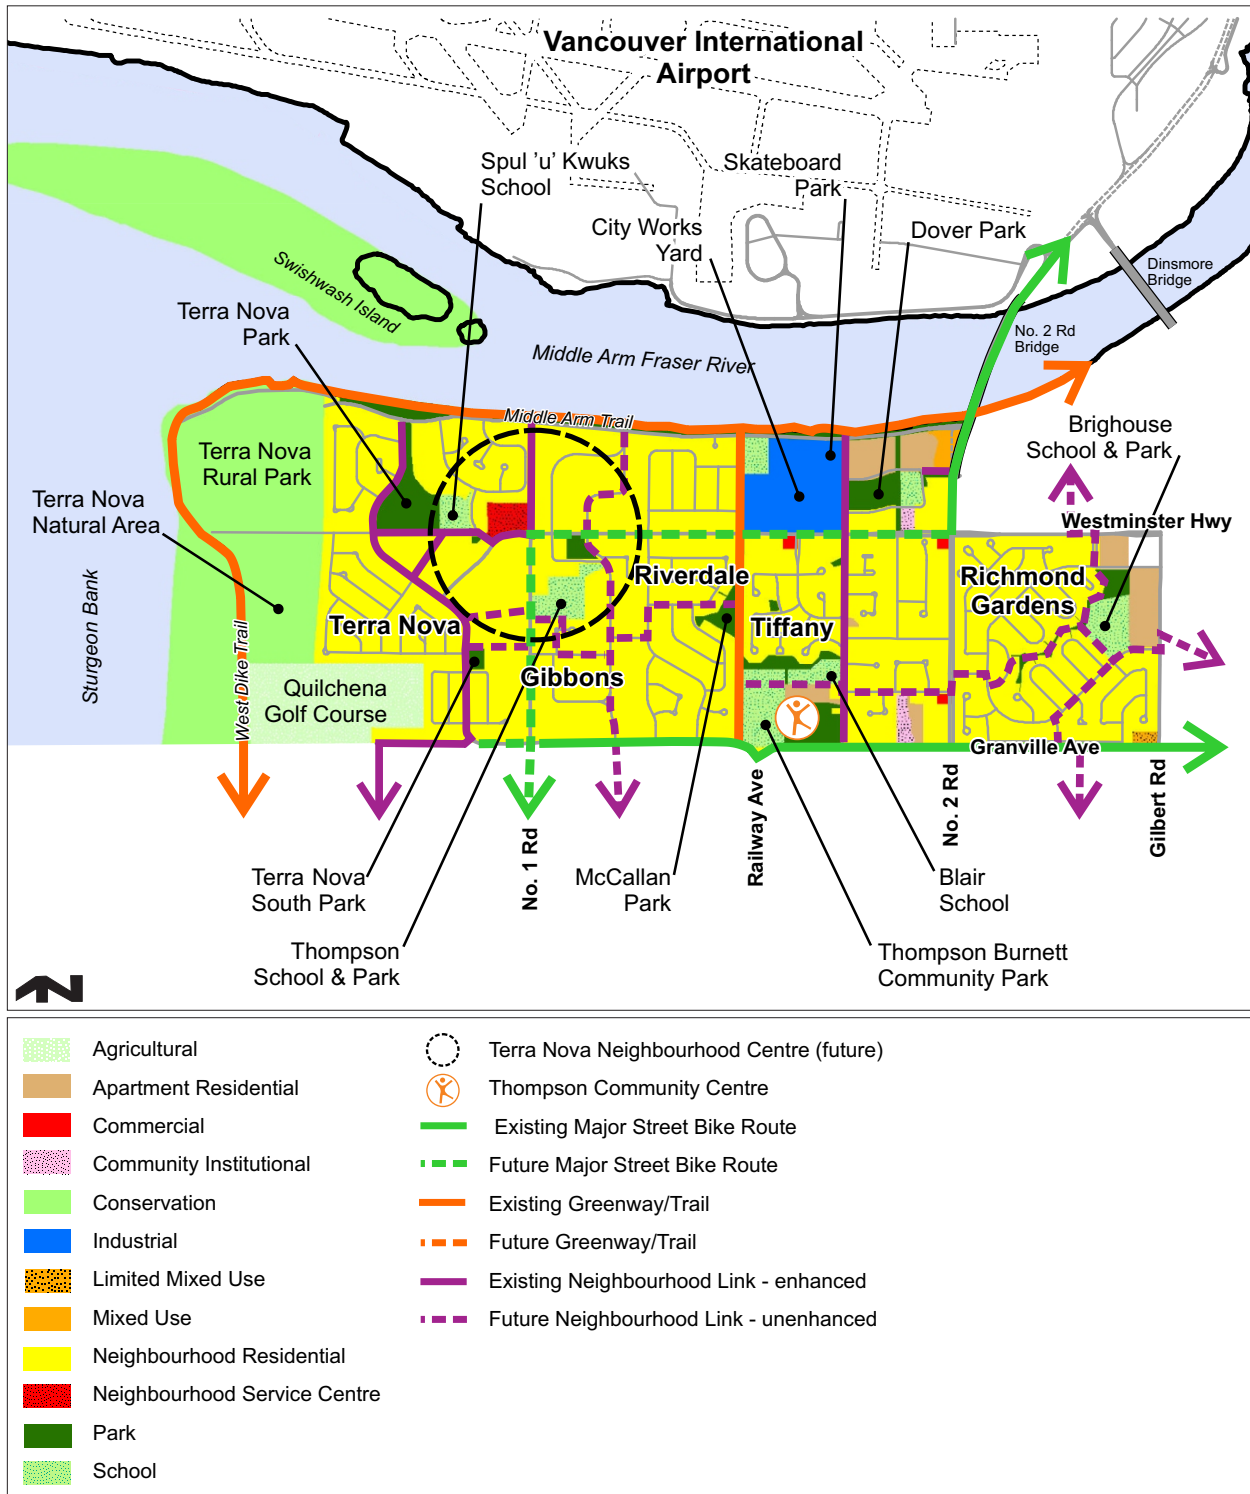 Vancouver International
Airport
Spul 'u' Kwuks
School
Skateboard
Park
City Works
Yard
Dover Park
Dinsmore
Bridge
Swishwash Island
Terra Nova
Park
No. 2 Rd
Bridge
Middle Arm Fraser River
Middle Arm Trail
Brighouse
School & Park
Terra Nova
Rural Park
Terra Nova
Natural Area
Westminster Hwy
Riverdale
Richmond
Gardens
Terra Nova
Tiffany
Sturgeon Bank
West Dike Trail
Gibbons
Quilchena
Golf Course
Granville Ave
No. 1 Rd
Railway Ave
No. 2 Rd
Gilbert Rd
Terra Nova
South Park
McCallan
Park
Blair
School
Thompson
School & Park
Thompson Burnett
Community Park
N
Agricultural
Apartment Residential
Commercial
Community Institutional
Conservation
Industrial
Limited Mixed Use
Mixed Use
Neighbourhood Residential
Neighbourhood Service Centre
Park
School
Terra Nova Neighbourhood Centre (future)
Thompson Community Centre
Existing Major Street Bike Route
Future Major Street Bike Route
Existing Greenway/Trail
Future Greenway/Trail
Existing Neighbourhood Link - enhanced
Future Neighbourhood Link - unenhanced